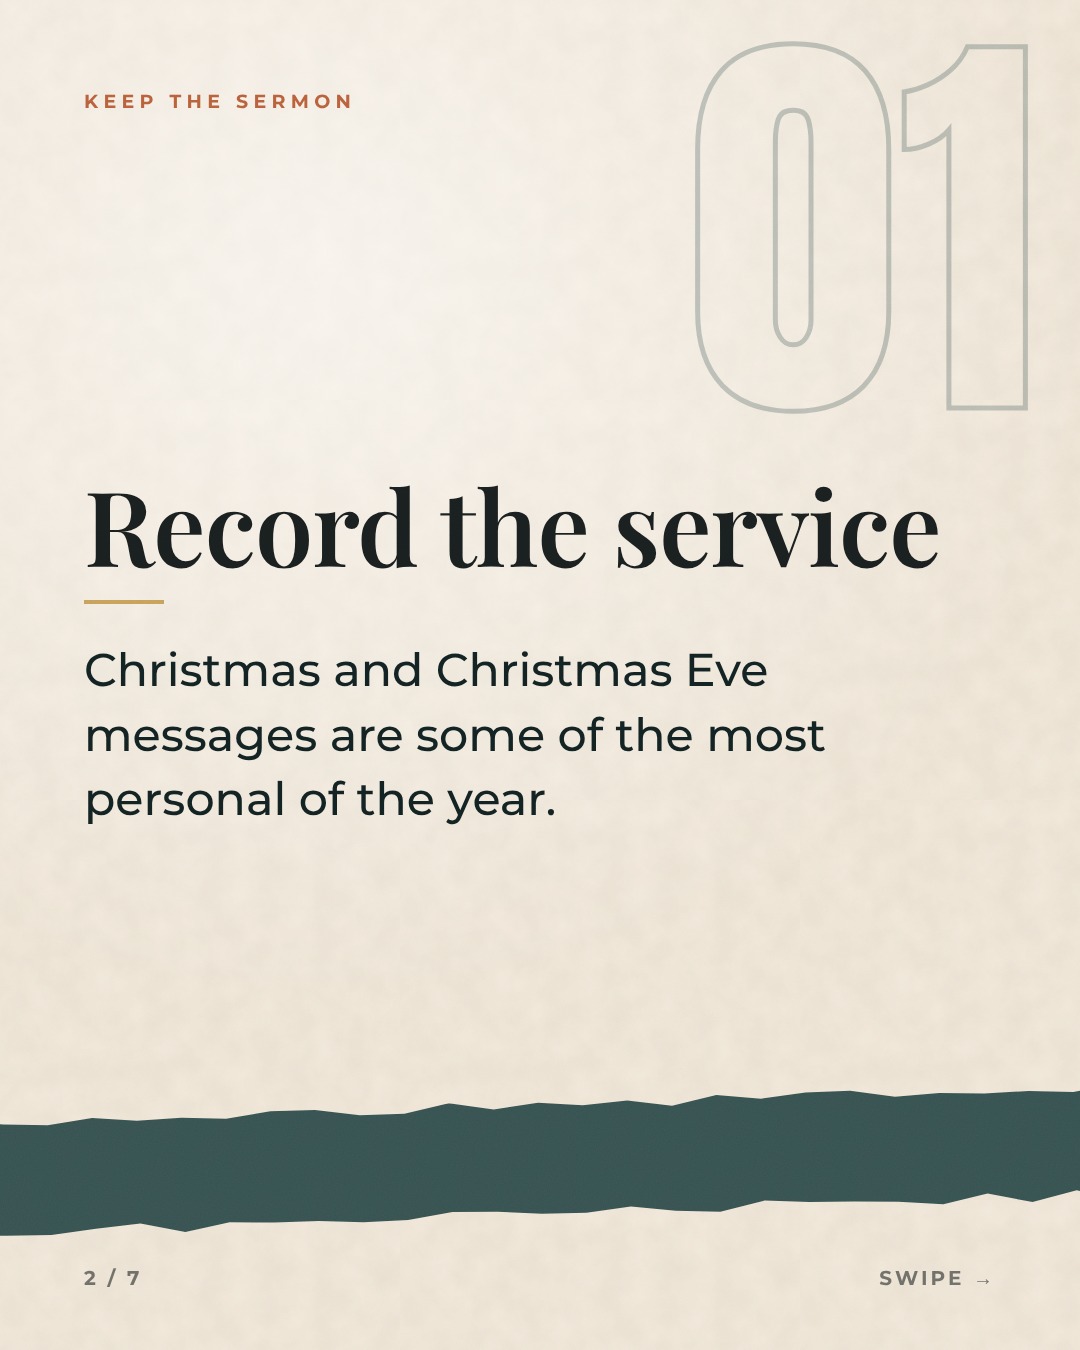 KEEP THE SERMON
01
Record the service
Christmas and Christmas Eve
messages are some of the most
personal of the year.
2 / 7
SWIPE →